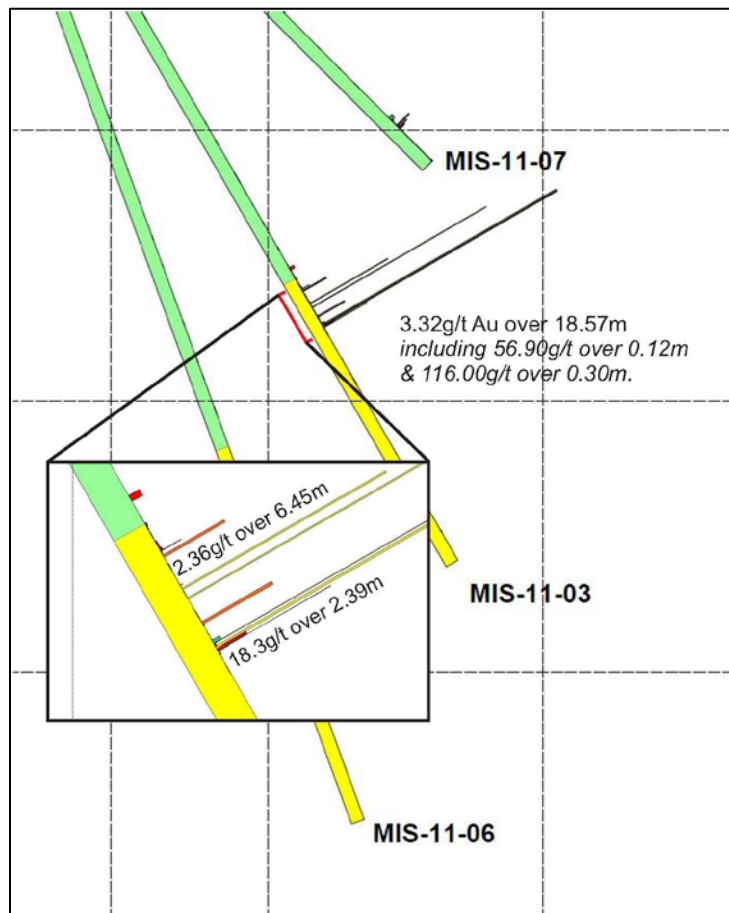 MIS-11-07
3.32g/t Au over 18.57m
including 56.90g/t over 0.12m
& 116.00g/t over 0.30m.
2.36g/t over 6.45m
18.3g/t over 2.39m
MIS-11-03
MIS-11-06